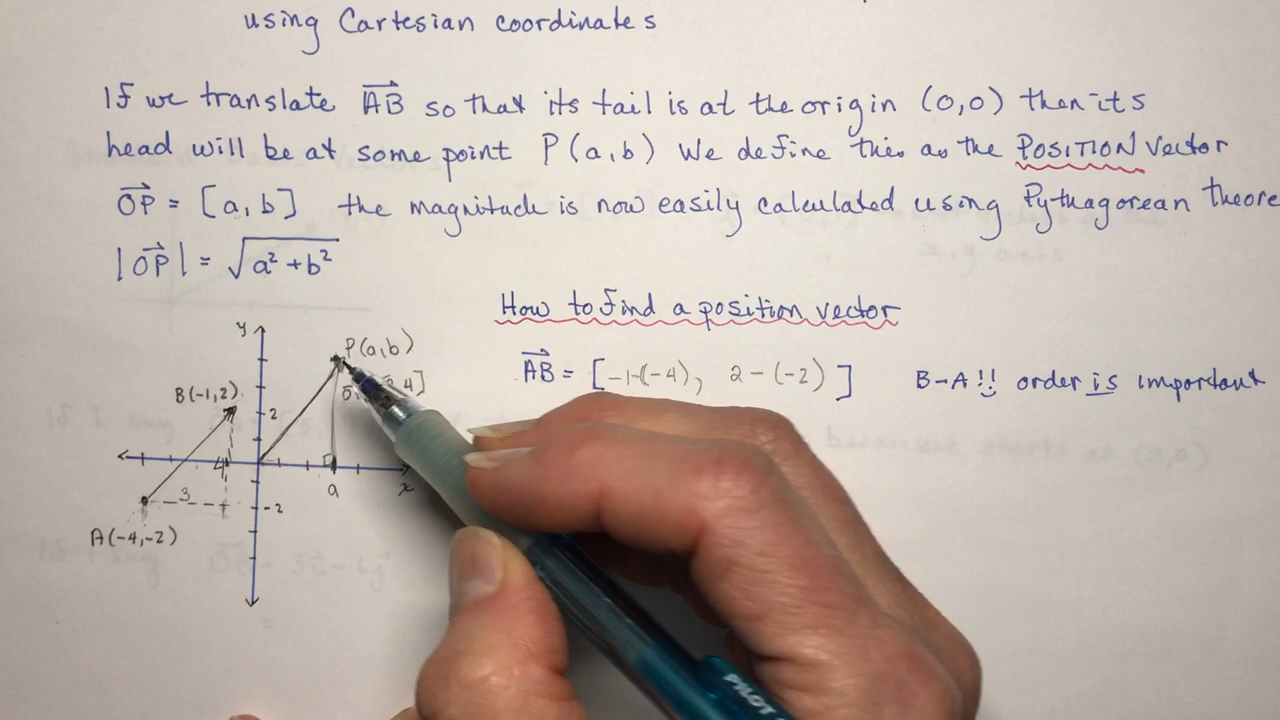 using Cartesian coordinates
If we translate AB so that its tail is at the origin (0,0) then its
head will be at some point P(a,b) We define this as the POSITION vector
OP = [a,b] the magnitude is now easily calculated using Pythagorean theore
|OP| = √a²+b²
How to find a position vector
AB = [-1-(-4), 2-(-2)] B-A!! order is important
y
P(a,b)
4]
B(-1,2)
2
4
3
a
x
-2
A(-4,-2)
PILOT